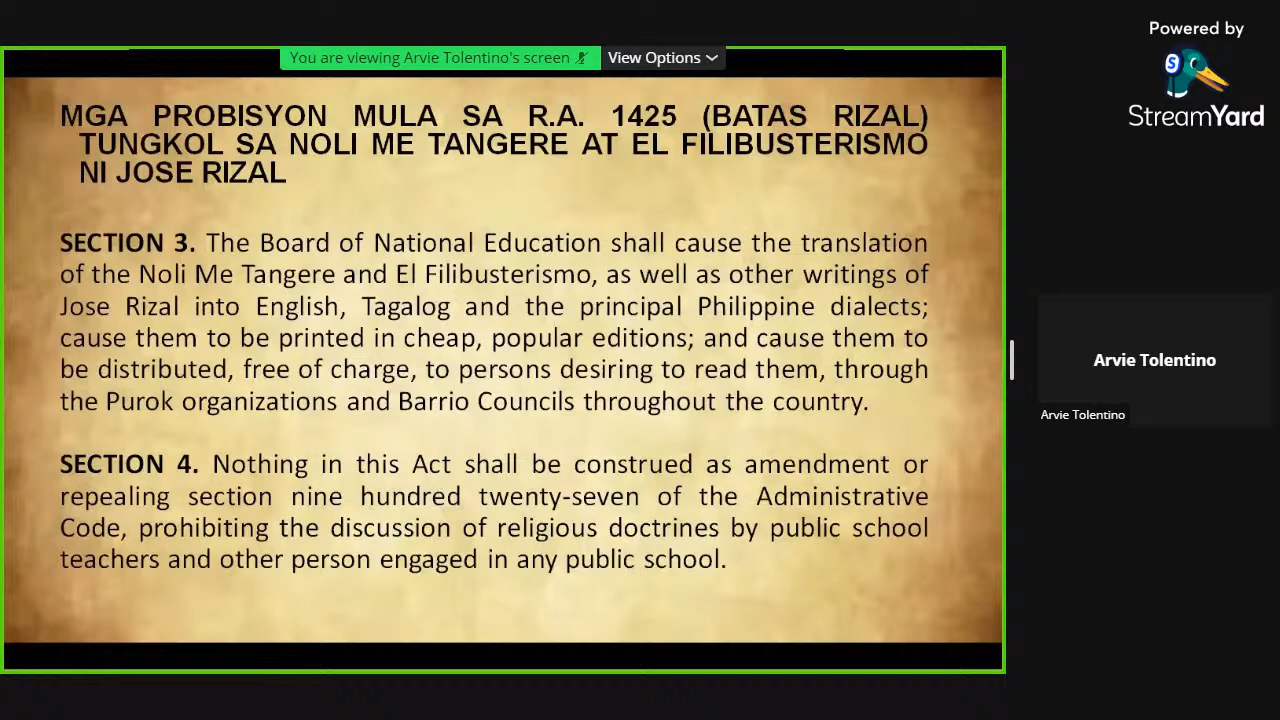 Powered by
StreamYard
You are viewing Arvie Tolentino's screen
View Options
MGA PROBISYON MULA SA R.A. 1425 (BATAS RIZAL)
TUNGKOL SA NOLI ME TANGERE AT EL FILIBUSTERISMO
NI JOSE RIZAL
SECTION 3. The Board of National Education shall cause the translation
of the Noli Me Tangere and El Filibusterismo, as well as other writings of
Jose Rizal into English, Tagalog and the principal Philippine dialects;
cause them to be printed in cheap, popular editions; and cause them to
be distributed, free of charge, to persons desiring to read them, through
the Purok organizations and Barrio Councils throughout the country.
SECTION 4. Nothing in this Act shall be construed as amendment or
repealing section nine hundred twenty-seven of the Administrative
Code, prohibiting the discussion of religious doctrines by public school
teachers and other person engaged in any public school.
Arvie Tolentino
Arvie Tolentino